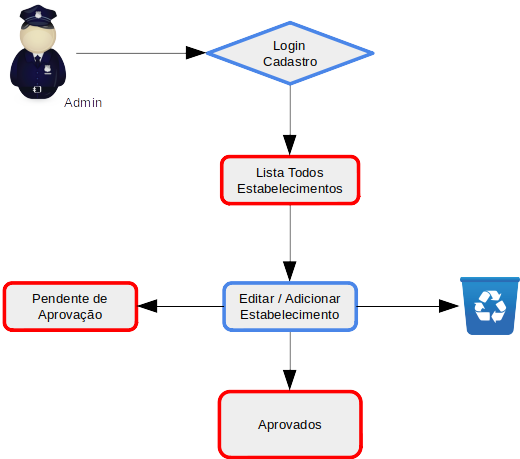 Login
Cadastro
Admin
Lista Todos
Estabelecimentos
Pendente de
Aprovação
Editar / Adicionar
Estabelecimento
Aprovados